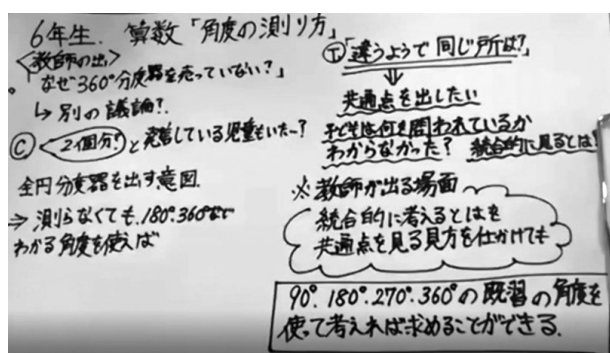 6年生. 算数「角度の測り方」
<教師の出>
「なぜ360°分度器を売っていない?」
↳ 別の議論?
Ⓒ 2個分! と発言している児童もいたー?
全円分度器を出す意図
⇒ 測らなくても、180°、360°など
わかる角度を使えば
Ⓣ「違うようで同じ所は?」
共通点を出したい
子どもは何を問われているか
わからなかった? 統合的に見るとは?
※教師が出る場面
統合的に考えるとはを
共通点を見る見方を仕かけても
90°. 180°. 270°. 360°の既習の角度を
使って考えれば求めることができる.